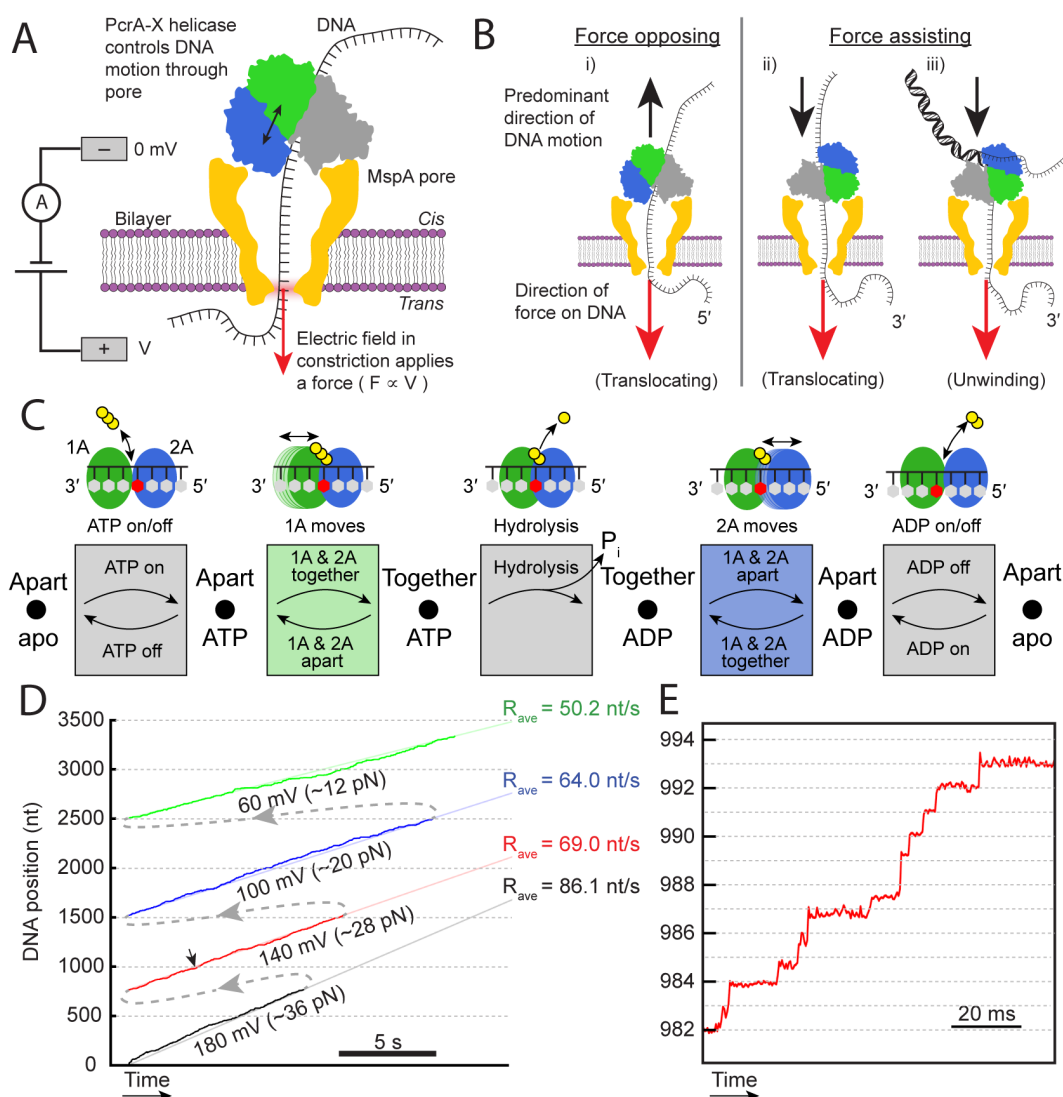 A
PcrA-X helicase
controls DNA
motion through
pore
DNA
− 0 mV
A
MspA pore
Bilayer
Cis
Trans
+ V
Electric field in
constriction applies
a force ( F ∝ V )
B
Force opposing
Force assisting
i)
ii)
iii)
Predominant
direction of
DNA motion
Direction of
force on DNA
5′
3′
3′
(Translocating)
(Translocating)
(Unwinding)
C
1A 2A
3′ 5′
ATP on/off
3′ 5′
1A moves
3′ 5′
Hydrolysis
3′ 5′
2A moves
3′ 5′
ADP on/off
Apart
apo
ATP on
ATP off
Apart
ATP
1A & 2A
together
1A & 2A
apart
Together
ATP
Hydrolysis
Pi
Together
ADP
1A & 2A
apart
1A & 2A
together
Apart
ADP
ADP off
ADP on
Apart
apo
D
DNA position (nt)
3500
3000
2500
2000
1500
1000
500
0
Rave = 50.2 nt/s
60 mV (~12 pN)
Rave = 64.0 nt/s
100 mV (~20 pN)
Rave = 69.0 nt/s
140 mV (~28 pN)
Rave = 86.1 nt/s
180 mV (~36 pN)
5 s
Time
E
994
992
990
988
986
984
982
20 ms
Time